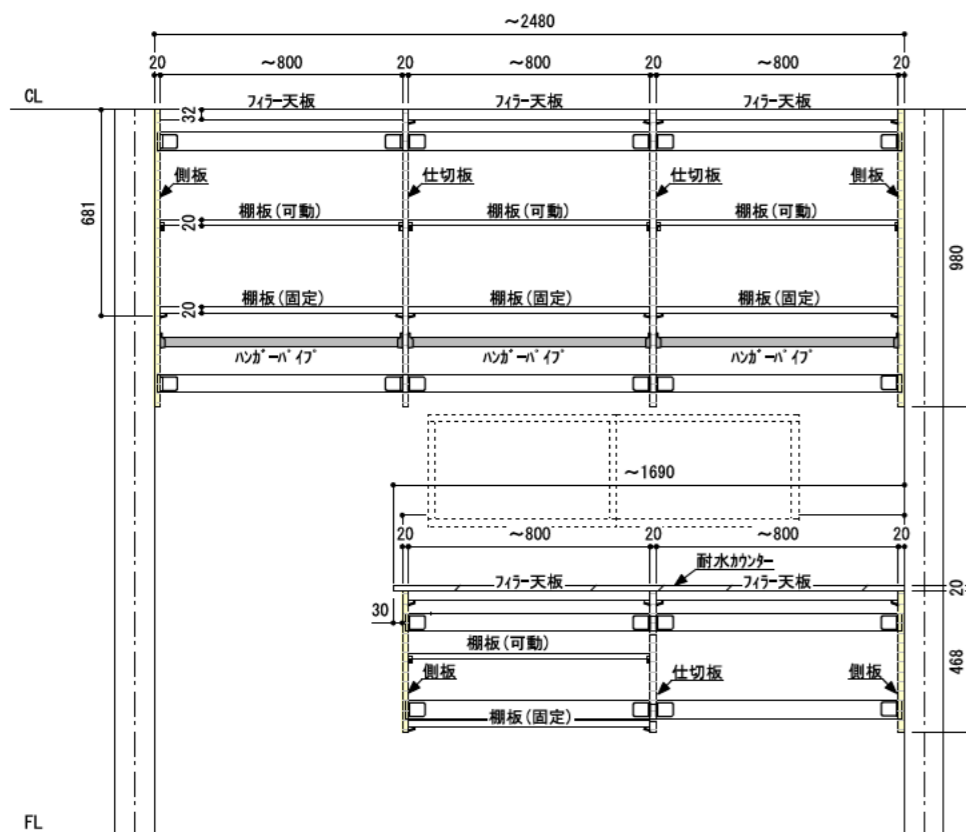 ～2480
20 ～800 20 ～800 20 ～800 20
CL
フィラー天板 フィラー天板 フィラー天板
32
側板 仕切板 仕切板 側板
681
20
棚板(可動) 棚板(可動) 棚板(可動)
980
20
棚板(固定) 棚板(固定) 棚板(固定)
ハンガーパイプ ハンガーパイプ ハンガーパイプ
～1690
20 ～800 20 ～800 20
耐水カウンター
フィラー天板 フィラー天板
20
30
棚板(可動)
468
側板 仕切板 側板
棚板(固定)
FL